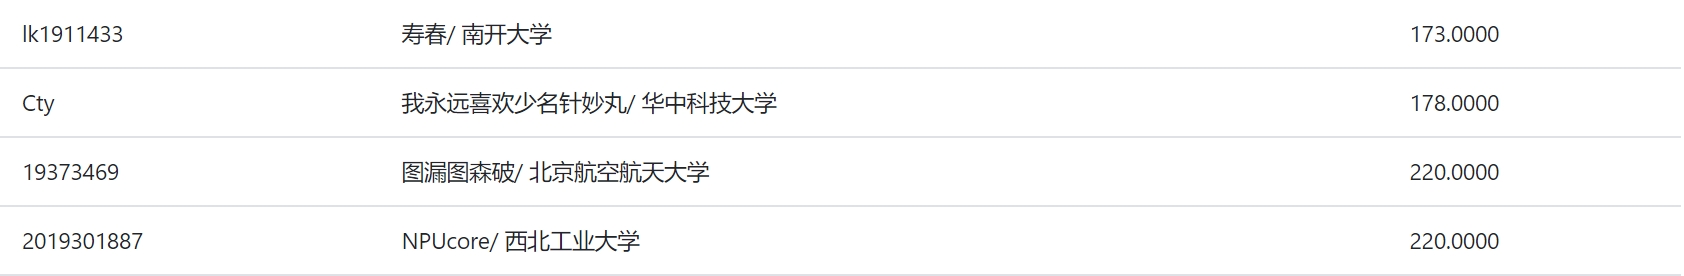 lk1911433 寿春/ 南开大学 173.0000
Cty 我永远喜欢少名针妙丸/ 华中科技大学 178.0000
19373469 图漏图森破/ 北京航空航天大学 220.0000
2019301887 NPUcore/ 西北工业大学 220.0000